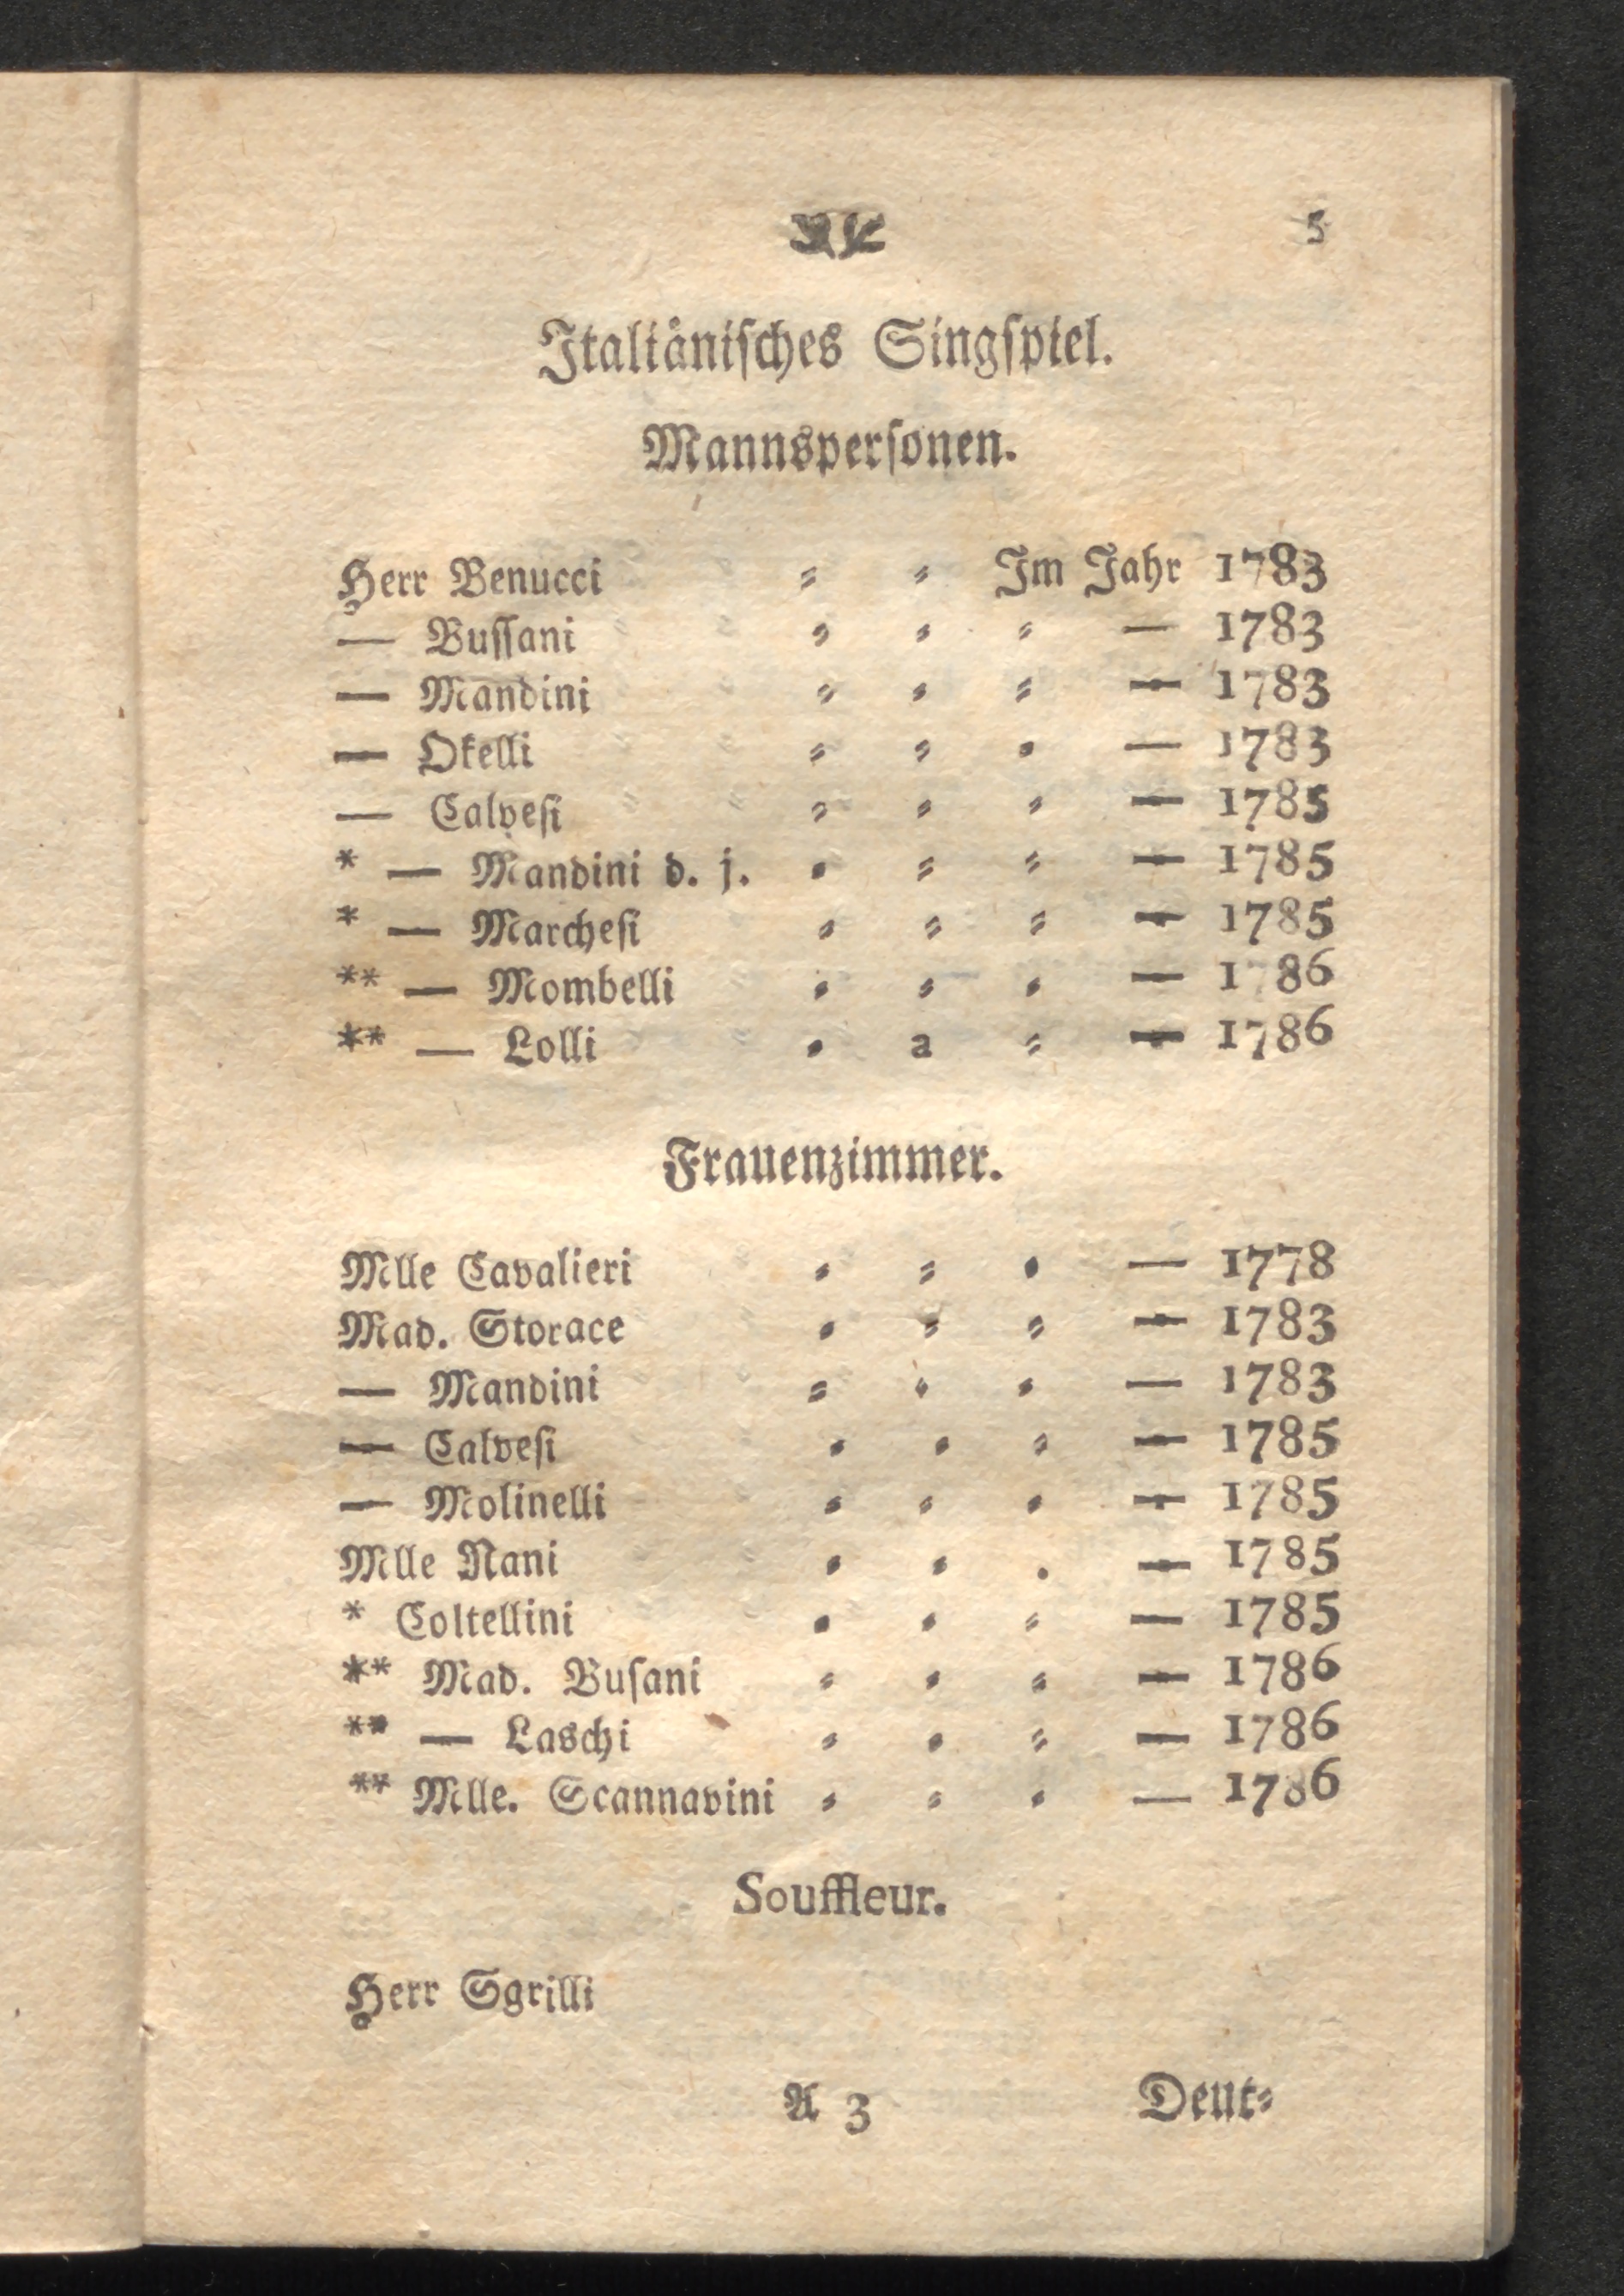 5
Italiänisches Singspiel.
Mannspersonen.
Herr Benucci = = Im Jahr 1783
— Bussani = = = — 1783
— Mandini = = = — 1783
— Okelli = = = — 1783
— Calvesi = = = — 1785
* — Mandini d. j. = = = — 1785
* — Marchesi = = = — 1785
** — Mombelli = = = — 1786
** — Lolli = a = — 1786
Frauenzimmer.
Mlle Cavalieri = = = — 1778
Mad. Storace = = = — 1783
— Mandini = = = — 1783
— Calvesi = = = — 1785
— Molinelli = = = — 1785
Mlle Nani = = . — 1785
* Coltellini = = = — 1785
** Mad. Busani = = = — 1786
** — Laschi = = = — 1786
** Mlle. Scannavini = = = — 1786
Souffleur.
Herr Sgrilli
A 3 Deut=